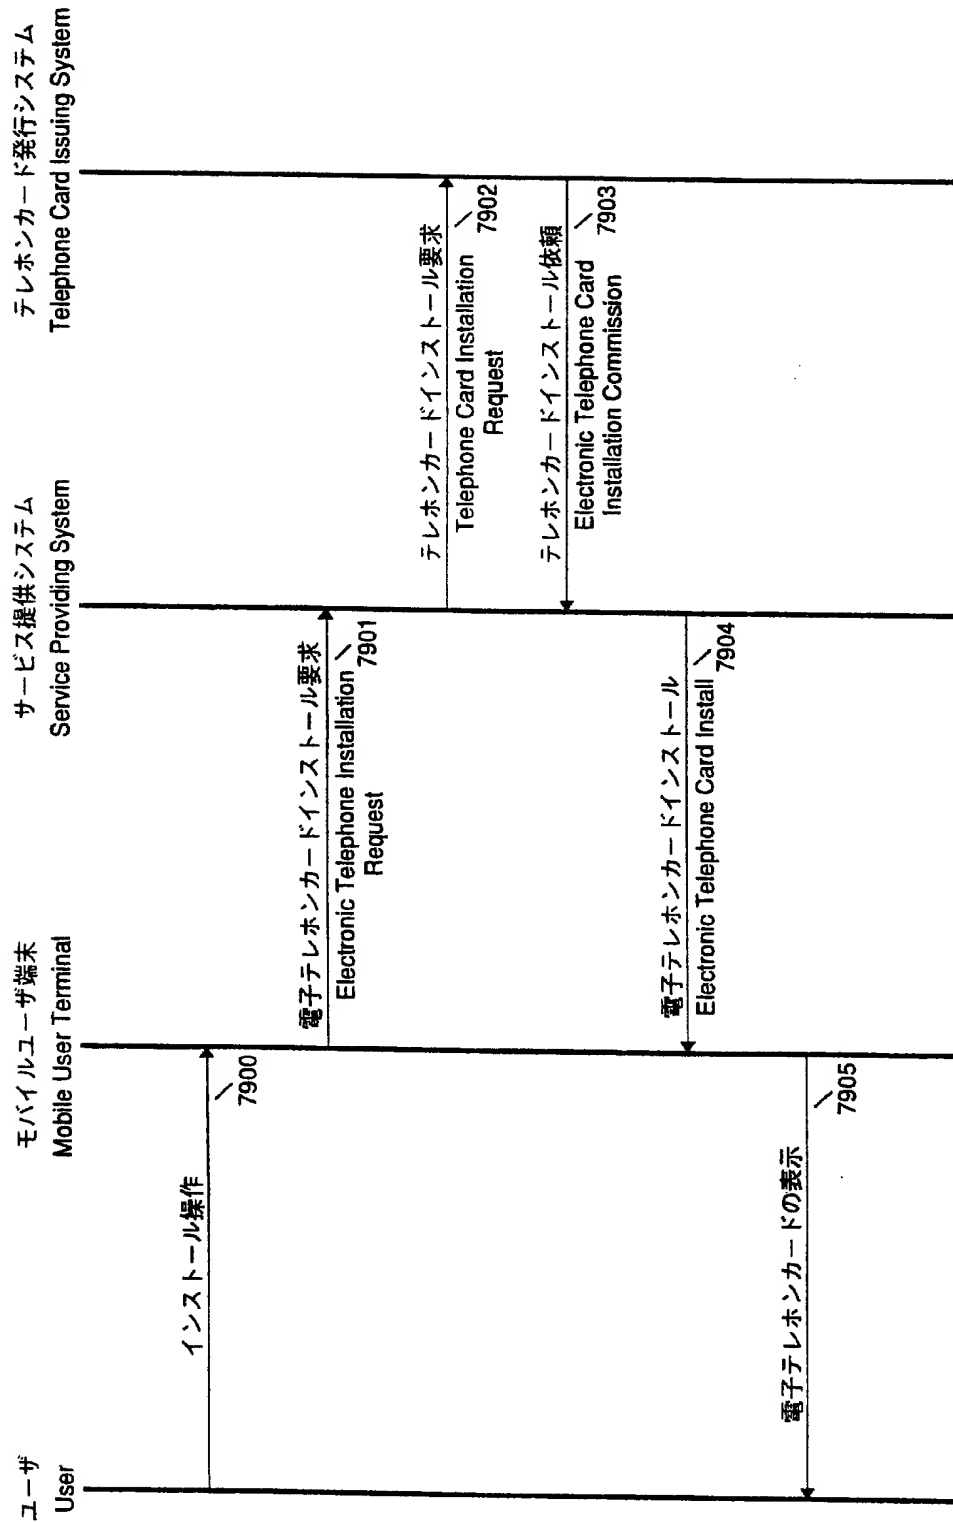 ユーザ
User
モバイルユーザ端末
Mobile User Terminal
サービス提供システム
Service Providing System
テレホンカード発行システム
Telephone Card Issuing System
インストール操作
7900
電子テレホンカードインストール要求
Electronic Telephone Installation
Request
7901
テレホンカードインストール要求
Telephone Card Installation
Request
7902
テレホンカードインストール依頼
Electronic Telephone Card
Installation Commission
7903
電子テレホンカードインストール
Electronic Telephone Card Install
7904
電子テレホンカードの表示
7905